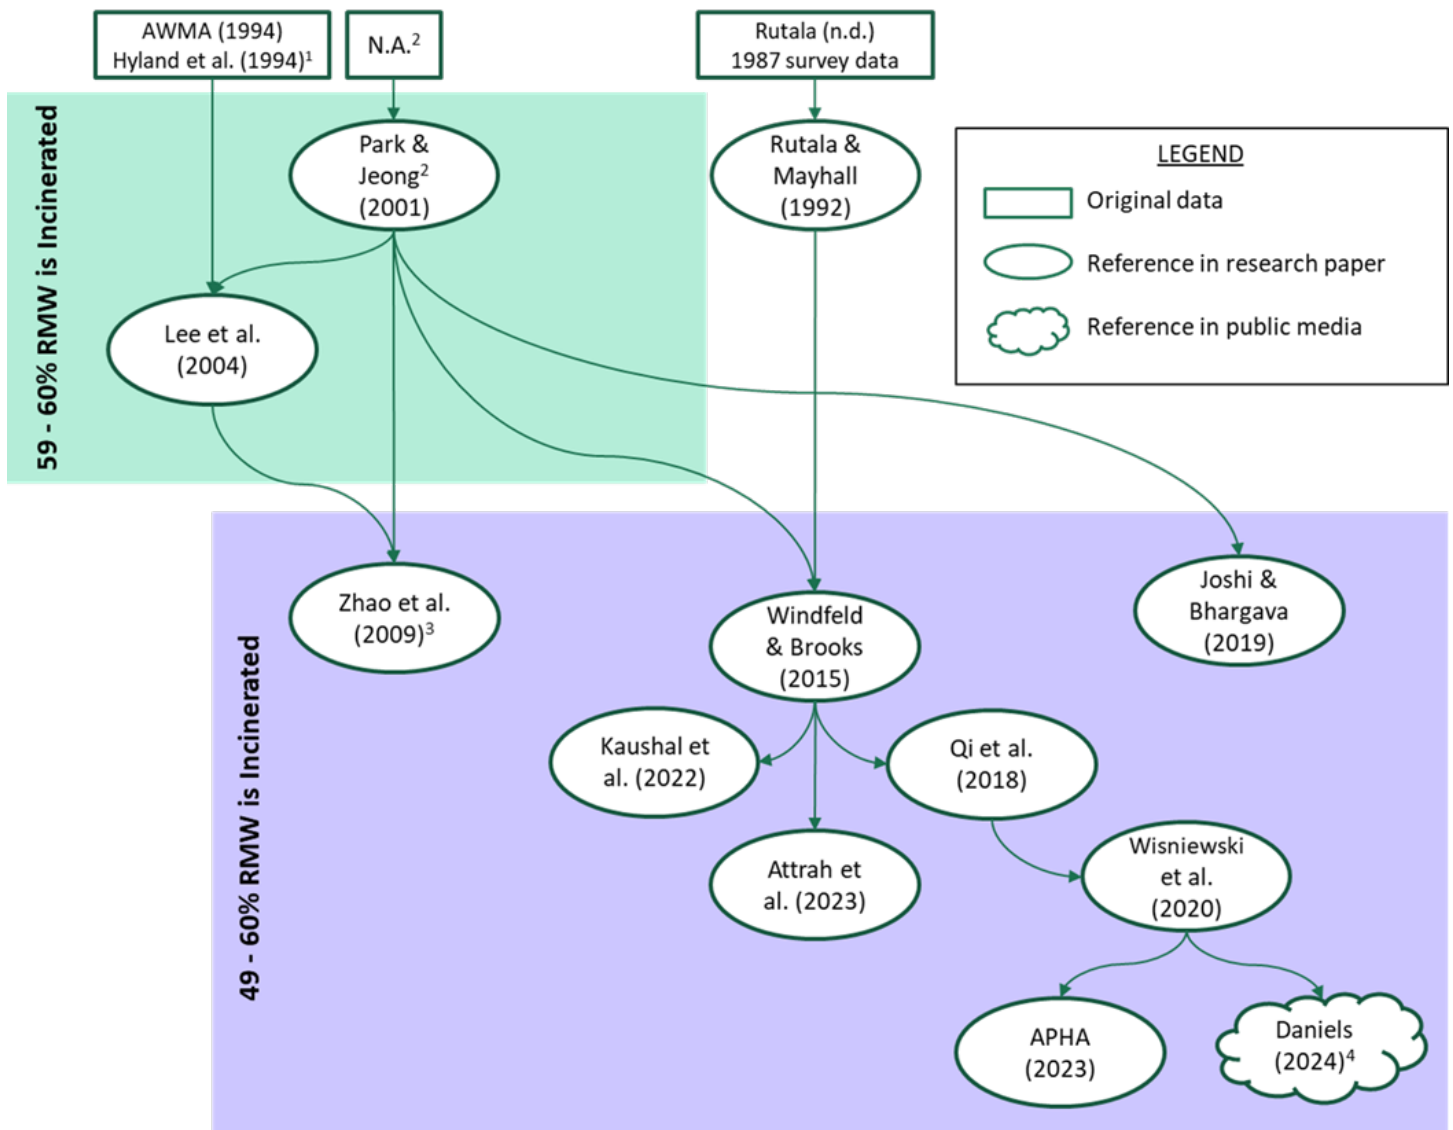 AWMA (1994)
Hyland et al. (1994)¹
N.A.²
Rutala (n.d.)
1987 survey data
59 - 60% RMW is Incinerated
Park &
Jeong²
(2001)
Rutala &
Mayhall
(1992)
LEGEND
Original data
Reference in research paper
Reference in public media
Lee et al.
(2004)
49 - 60% RMW is Incinerated
Zhao et al.
(2009)³
Windfeld
& Brooks
(2015)
Joshi &
Bhargava
(2019)
Kaushal et
al. (2022)
Qi et al.
(2018)
Attrah et
al. (2023)
Wisniewski
et al.
(2020)
APHA
(2023)
Daniels
(2024)⁴